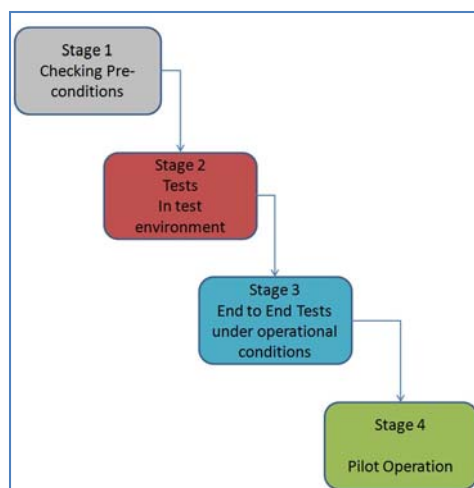 Stage 1
Checking Pre-
conditions
Stage 2
Tests
In test
environment
Stage 3
End to End Tests
under operational
conditions
Stage 4
Pilot Operation